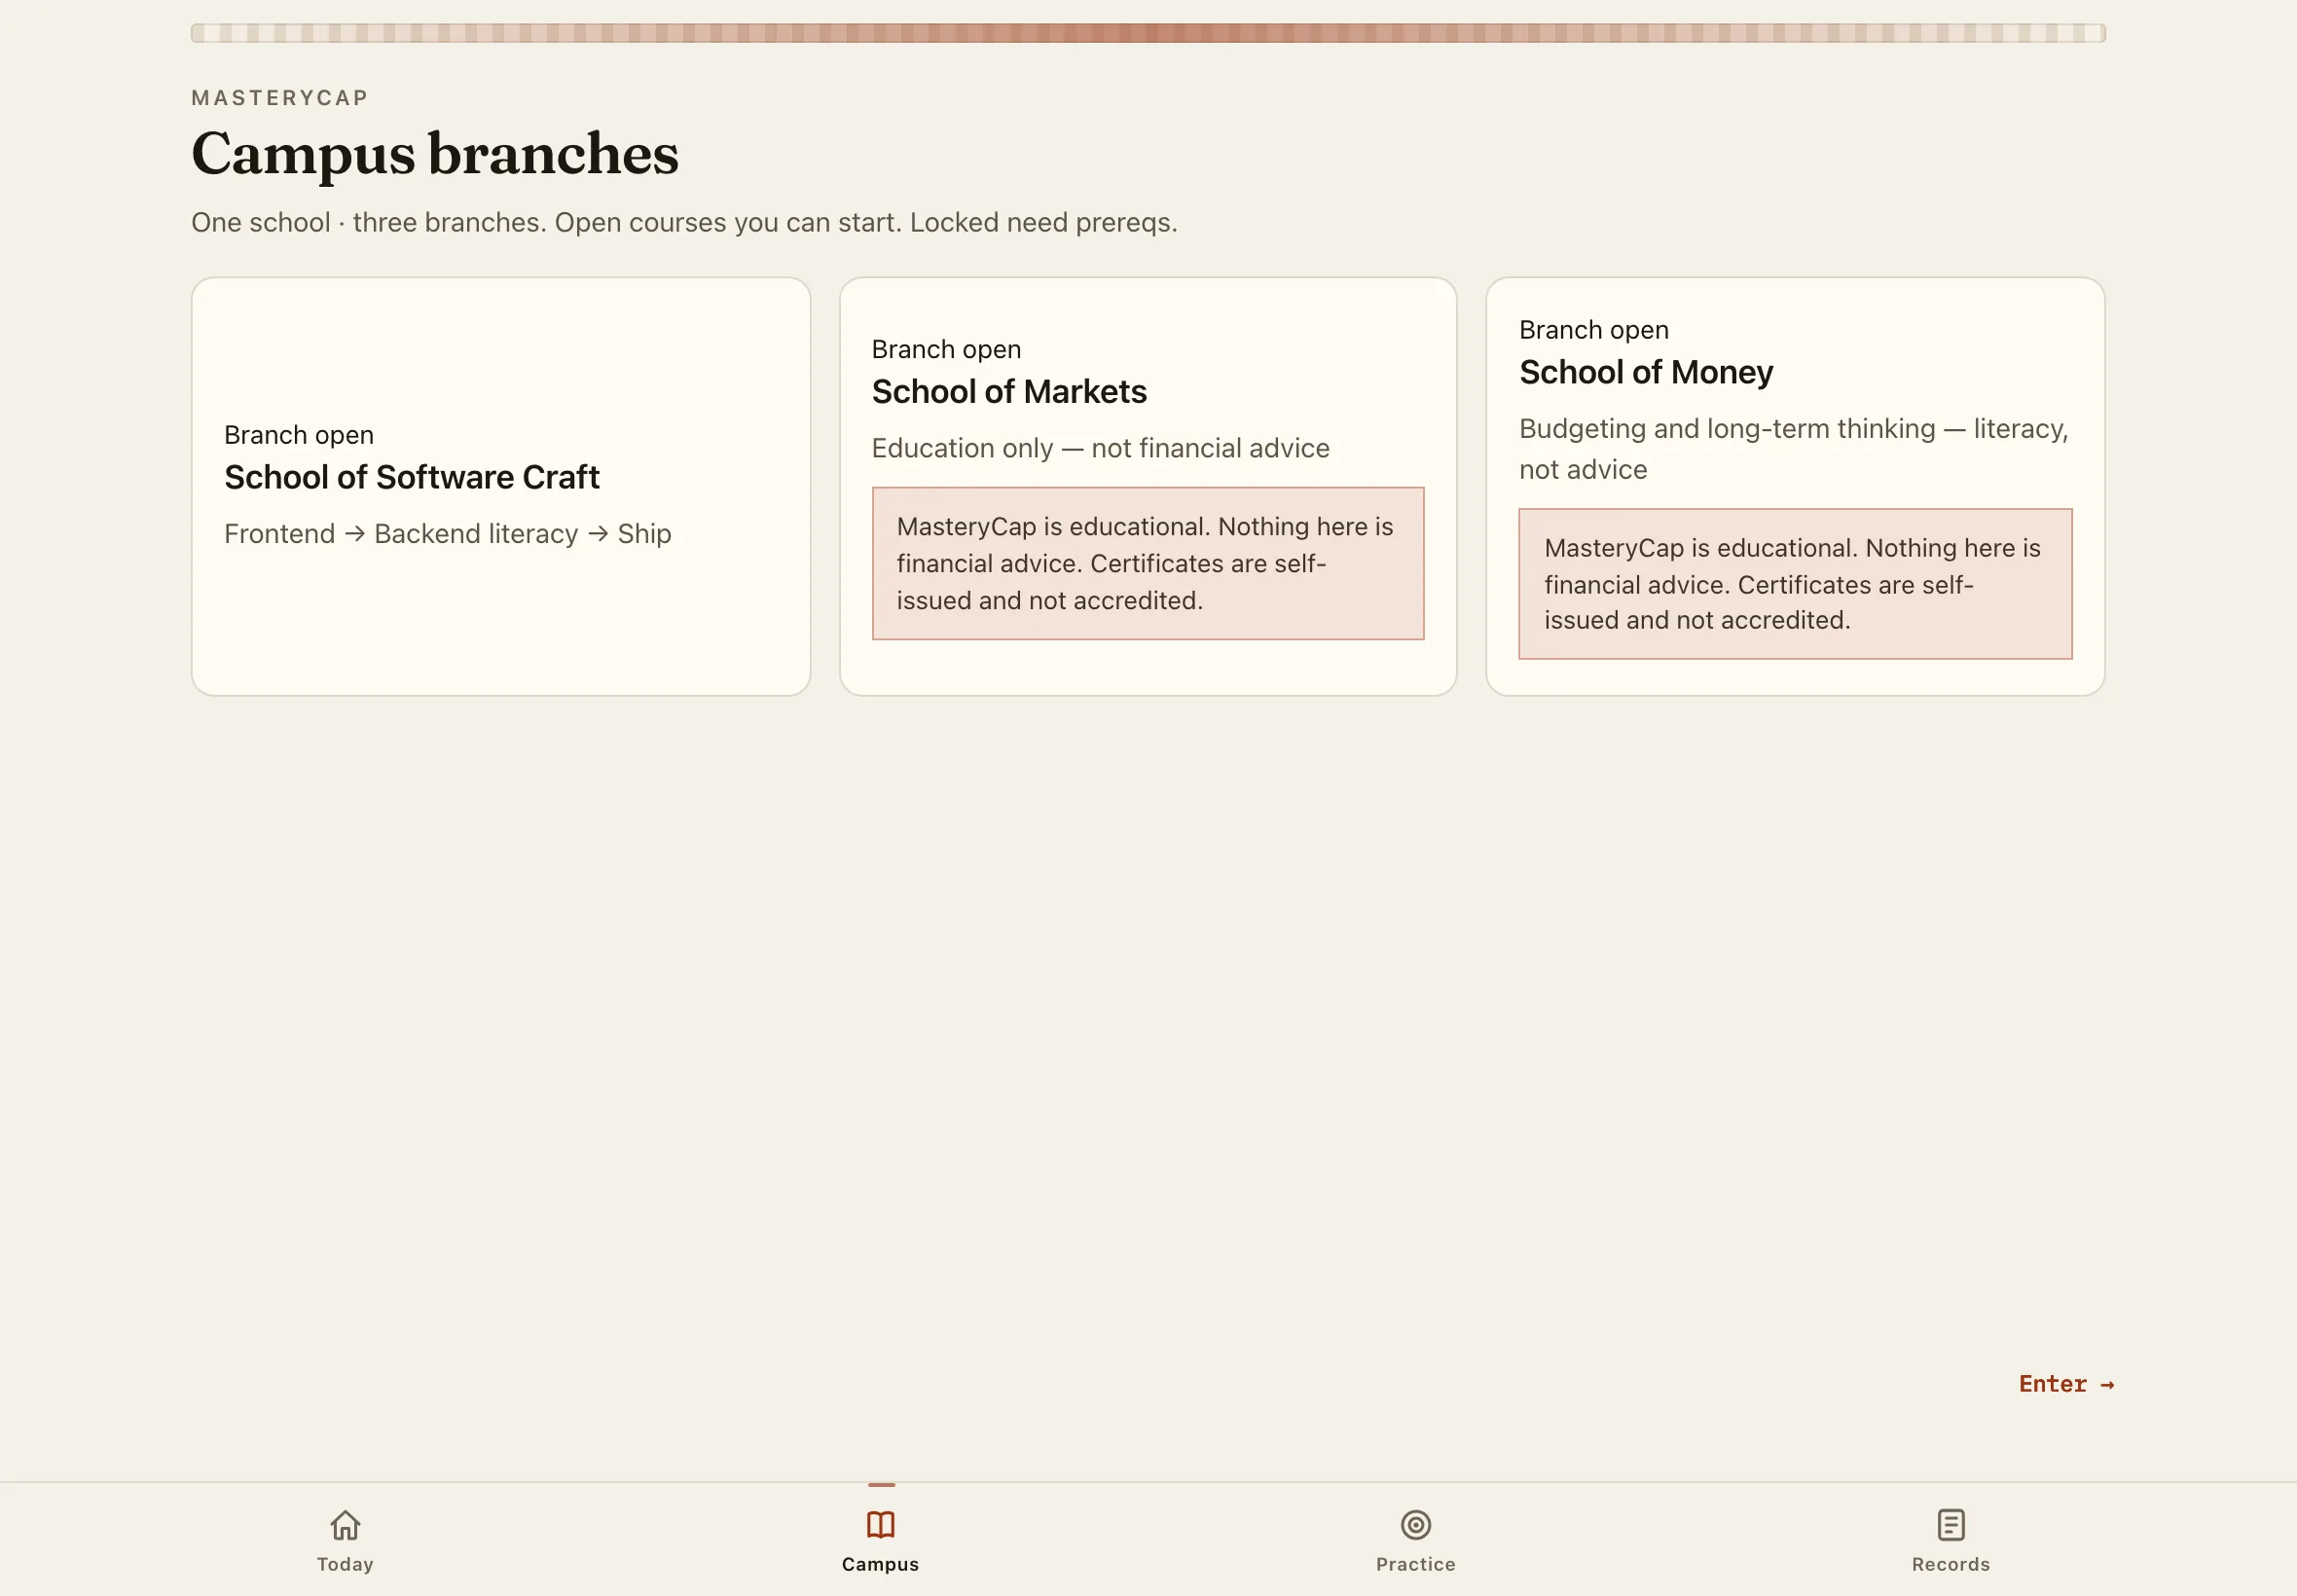 MASTERYCAP
Campus branches
One school · three branches. Open courses you can start. Locked need prereqs.
Branch open
School of Software Craft
Frontend → Backend literacy → Ship
Branch open
School of Markets
Education only — not financial advice
MasteryCap is educational. Nothing here is
financial advice. Certificates are self-
issued and not accredited.
Branch open
School of Money
Budgeting and long-term thinking — literacy,
not advice
MasteryCap is educational. Nothing here is
financial advice. Certificates are self-
issued and not accredited.
Enter →
Today
Campus
Practice
Records